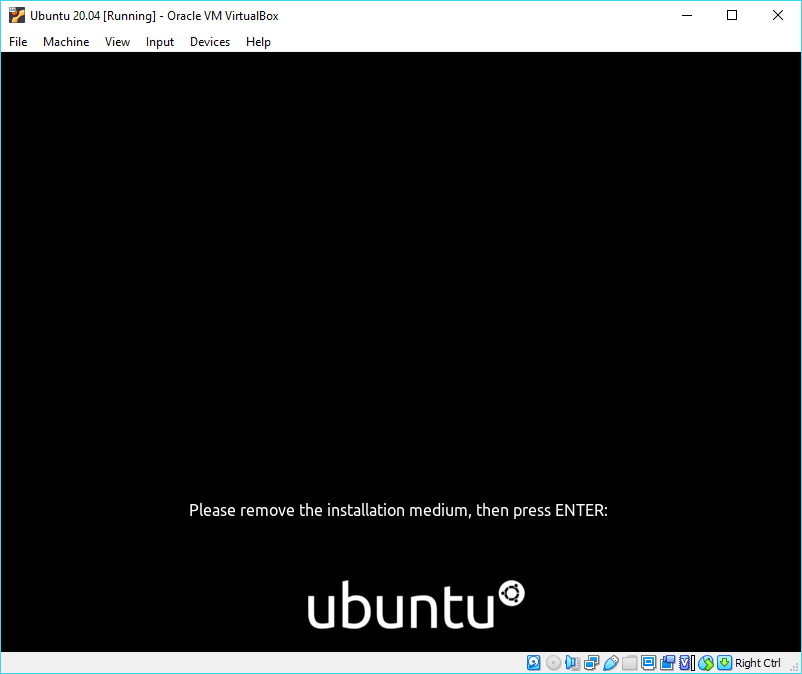 Ubuntu 20.04 [Running] - Oracle VM VirtualBox
File Machine View Input Devices Help
Please remove the installation medium, then press ENTER:
ubuntu
Right Ctrl